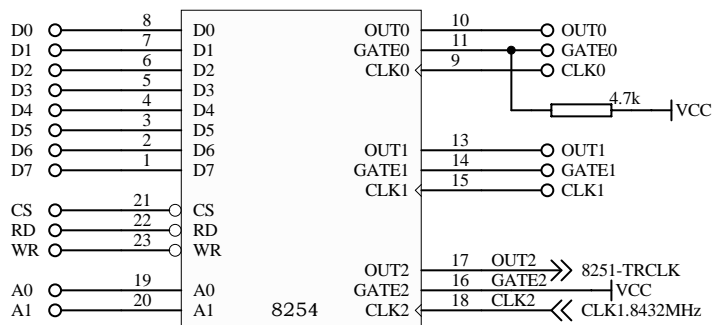 D0 8 D0 OUT0 10 OUT0
D1 7 D1 GATE0 11 GATE0
D2 6 D2 CLK0 9 CLK0
D3 5 D3
D4 4 D4 4.7k VCC
D5 3 D5
D6 2 D6 OUT1 13 OUT1
D7 1 D7 GATE1 14 GATE1
CLK1 15 CLK1
CS 21 CS
RD 22 RD
WR 23 WR
OUT2 17 OUT2 8251-TRCLK
A0 19 A0 GATE2 16 GATE2 VCC
A1 20 A1 8254 CLK2 18 CLK2 CLK1.8432MHz